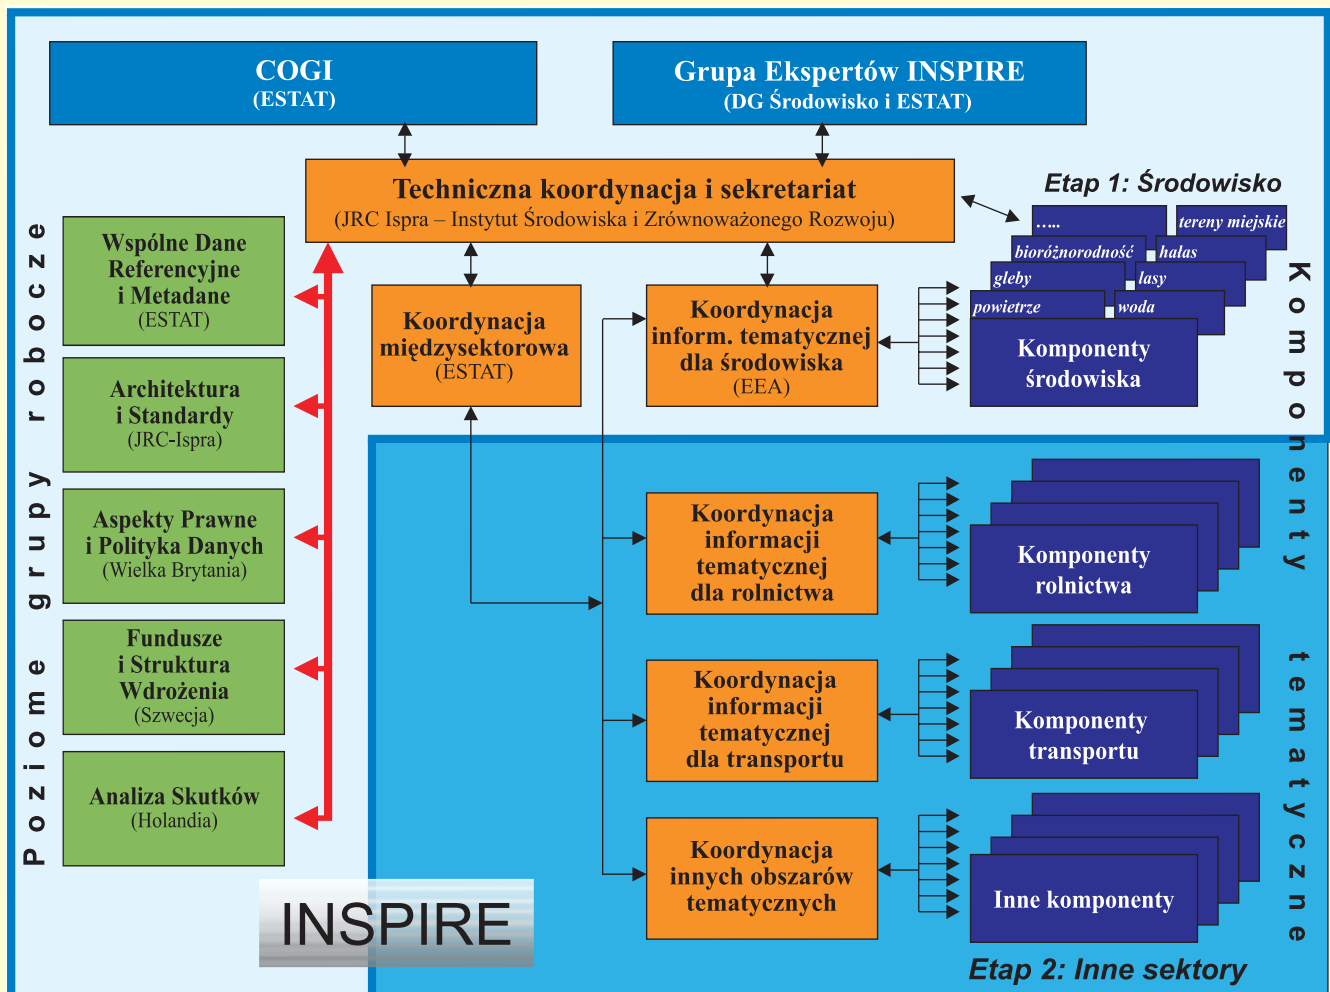 COGI
(ESTAT)
Grupa Ekspertów INSPIRE
(DG Środowisko i ESTAT)
Techniczna koordynacja i sekretariat
(JRC Ispra – Instytut Środowiska i Zrównoważonego Rozwoju)
Etap 1: Środowisko
.....
tereny miejskie
bioróżnorodność
hałas
gleby
lasy
powietrze
woda
Komponenty
środowiska
Poziome grupy robocze
Wspólne Dane
Referencyjne
i Metadane
(ESTAT)
Architektura
i Standardy
(JRC-Ispra)
Aspekty Prawne
i Polityka Danych
(Wielka Brytania)
Fundusze
i Struktura
Wdrożenia
(Szwecja)
Analiza Skutków
(Holandia)
Koordynacja
międzysektorowa
(ESTAT)
Koordynacja
inform. tematycznej
dla środowiska
(EEA)
Koordynacja
informacji
tematycznej
dla rolnictwa
Komponenty
rolnictwa
Koordynacja
informacji
tematycznej
dla transportu
Komponenty
transportu
Koordynacja
innych obszarów
tematycznych
Inne komponenty
Komponenty tematyczne
INSPIRE
Etap 2: Inne sektory